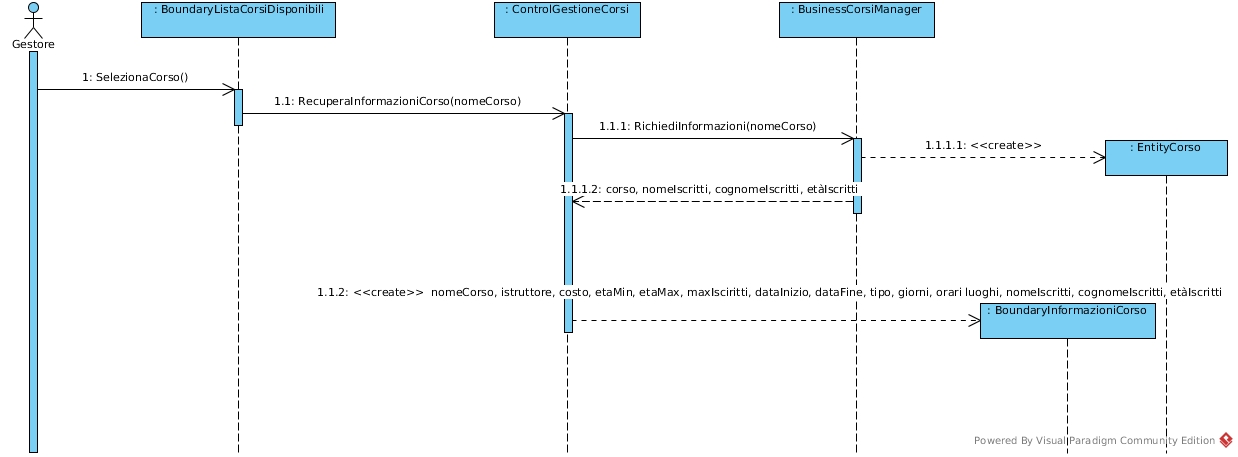 : BoundaryListaCorsiDisponibili
: ControlGestioneCorsi
: BusinessCorsiManager
Gestore
1: SelezionaCorso()
1.1: RecuperaInformazioniCorso(nomeCorso)
1.1.1: RichiediInformazioni(nomeCorso)
1.1.1.1: <<create>>
: EntityCorso
1.1.1.2: corso, nomeIscritti, cognomeIscritti, etàIscritti
1.1.2: <<create>> nomeCorso, istruttore, costo, etaMin, etaMax, maxIsciritti, dataInizio, dataFine, tipo, giorni, orari luoghi, nomeIscritti, cognomeIscritti, etàIscritti
: BoundaryInformazioniCorso
Powered By Visual Paradigm Community Edition